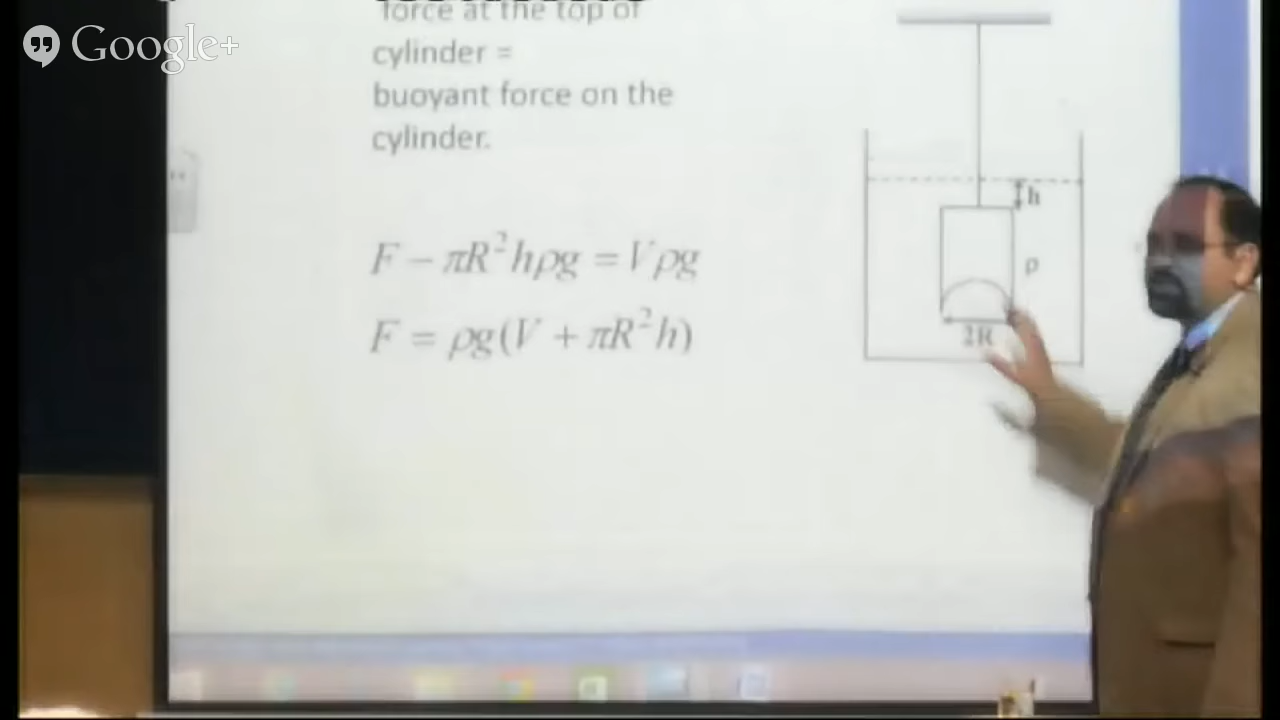 Google+
force at the top of
cylinder =
buoyant force on the
cylinder.
F − πR²hρg = Vρg
F = ρg(V + πR²h)
h
ρ
2R